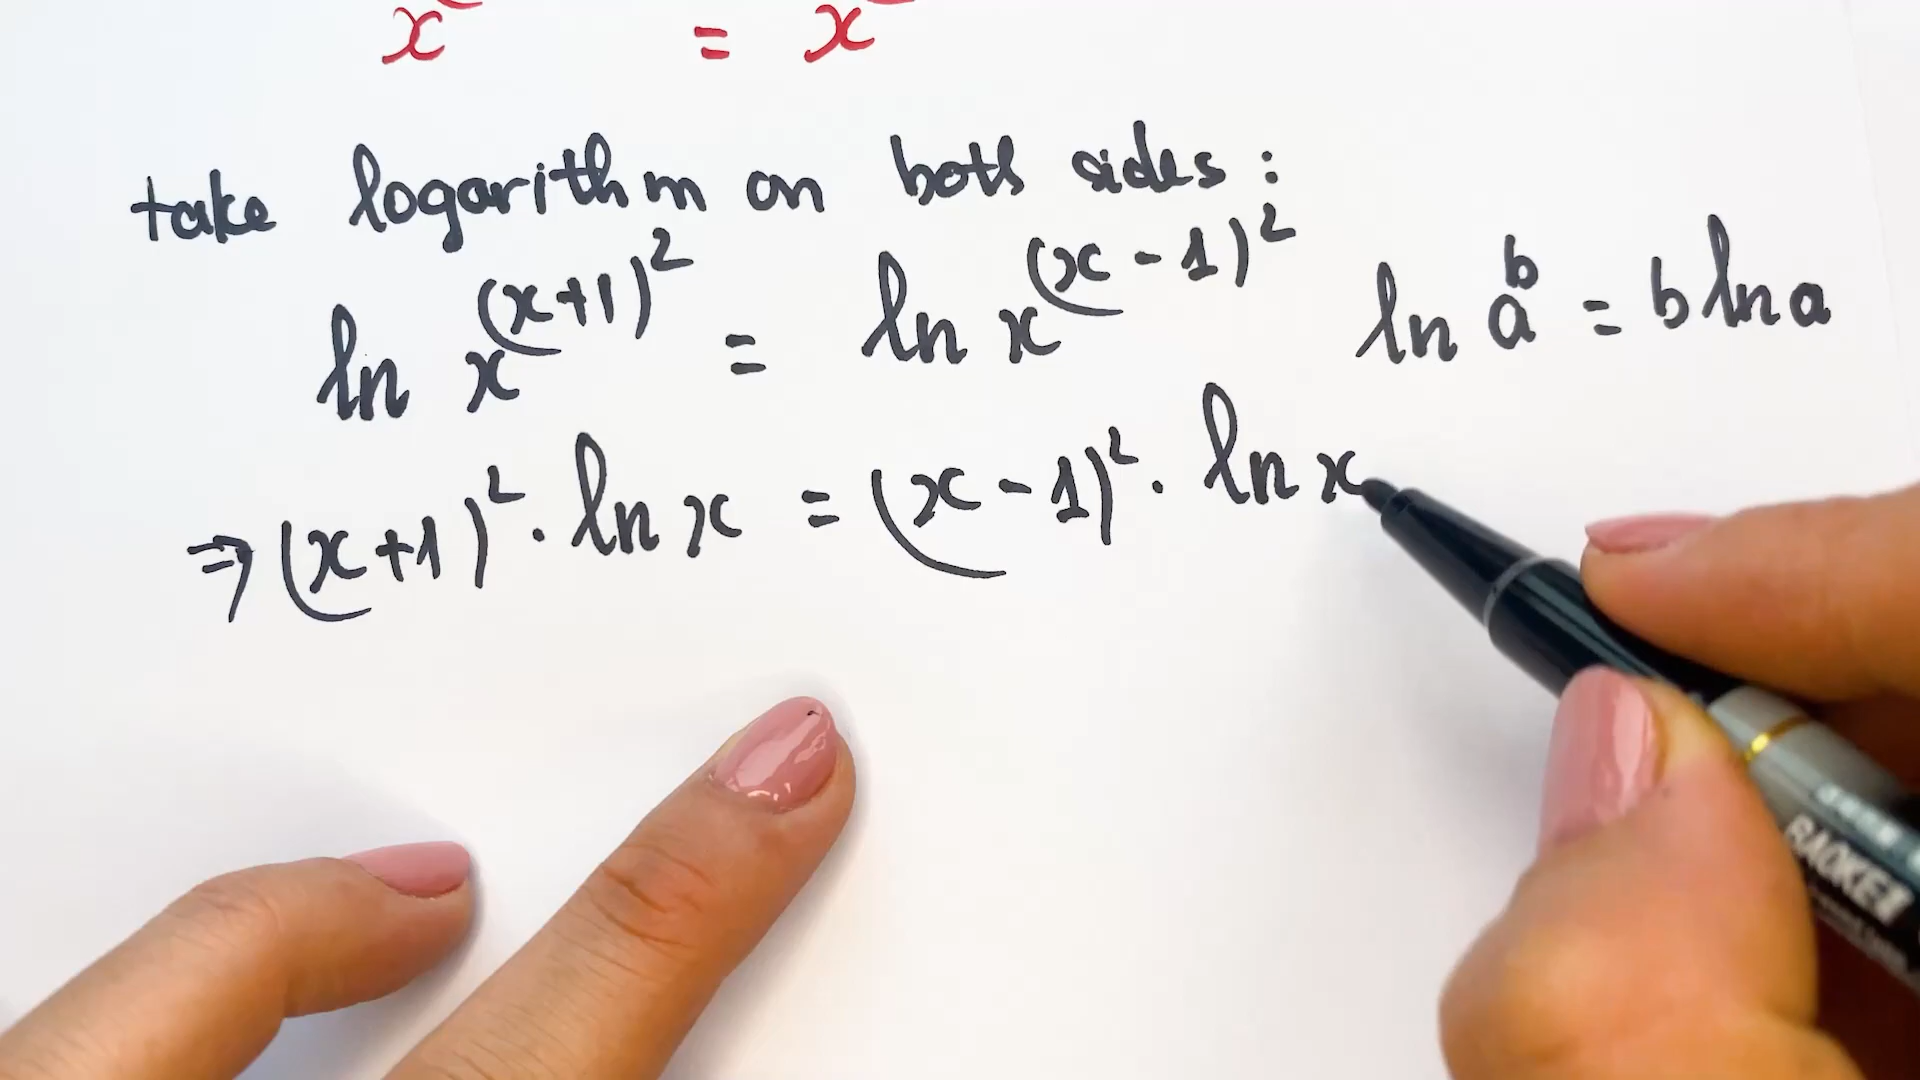 x = x
take logarithm on both sides:
ln x^(x+1)^2 = ln x^(x-1)^2
ln a^b = b ln a
⇒ (x+1)^2 · ln x = (x-1)^2 · ln x
BAOKE